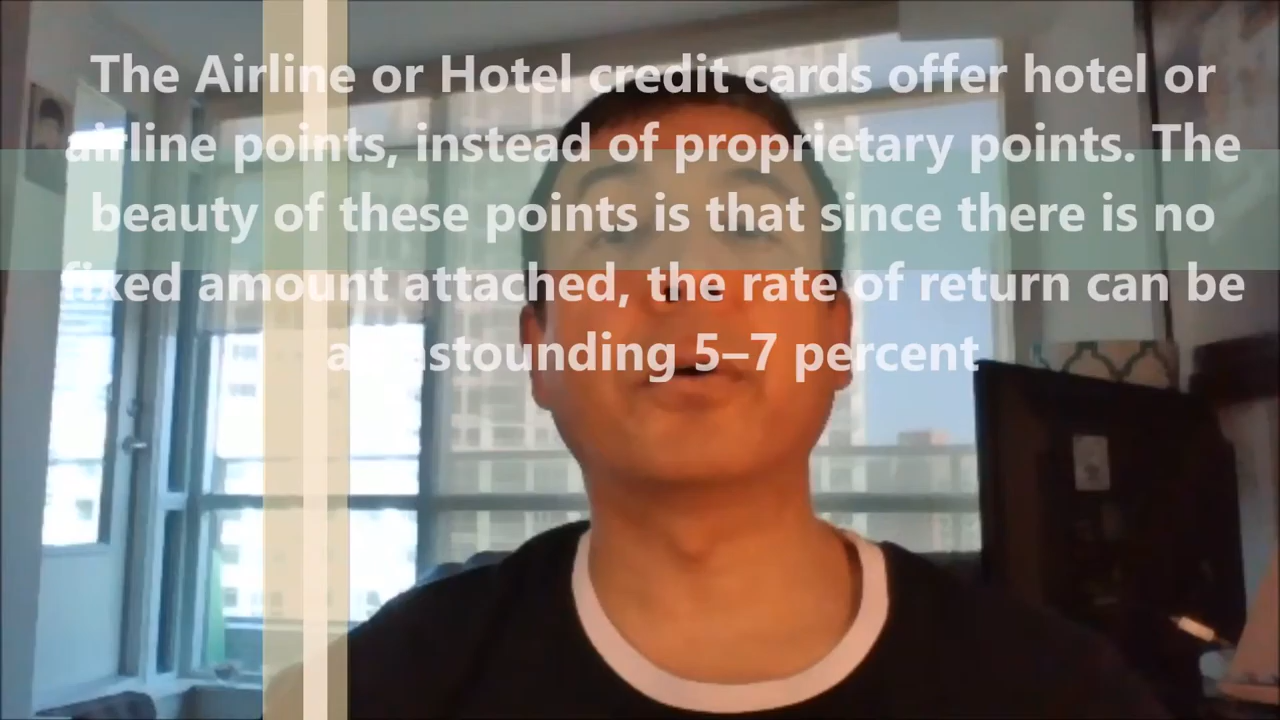 The Airline or Hotel credit cards offer hotel or
airline points, instead of proprietary points. The
beauty of these points is that since there is no
fixed amount attached, the rate of return can be
an astounding 5–7 percent